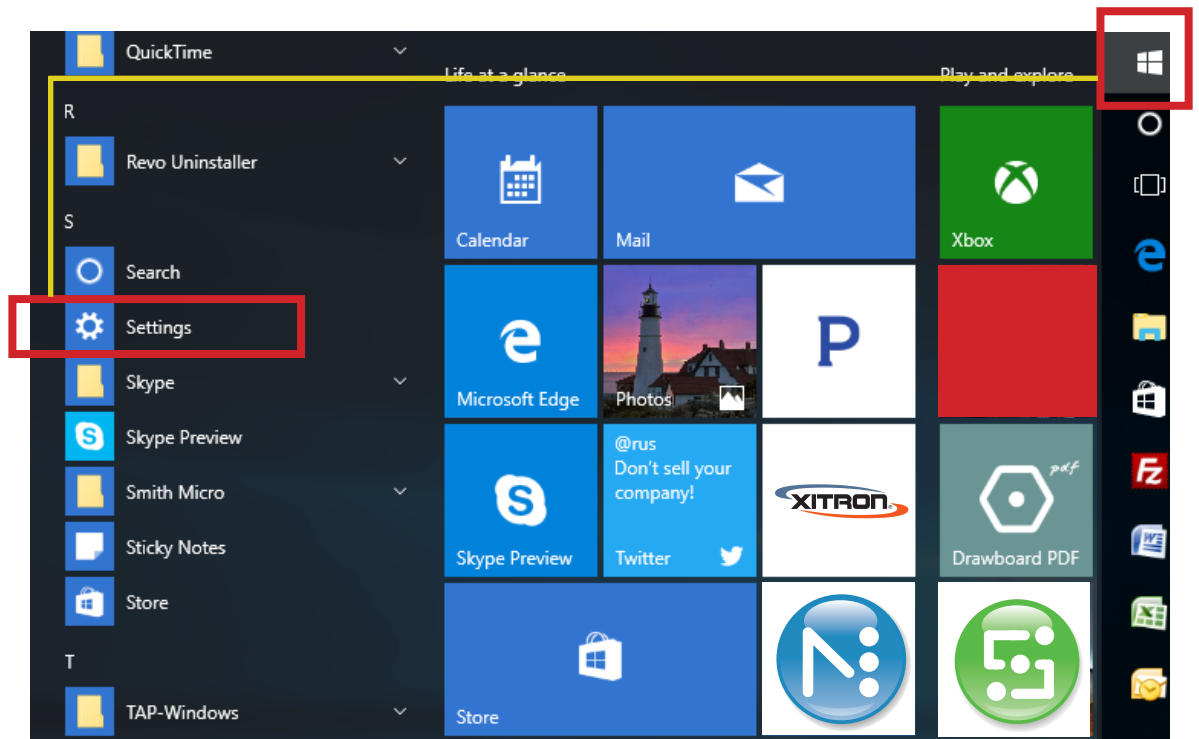 QuickTime
R
Revo Uninstaller
S
Search
Settings
Skype
Skype Preview
Smith Micro
Sticky Notes
Store
T
TAP-Windows
Life at a glance
Calendar
Mail
Microsoft Edge
Photos
P
Skype Preview
@rus
Don't sell your
company!
Twitter
XITRON®
Store
N
Play and explore
Xbox
pdf
Drawboard PDF
S
e
Fz
W
X